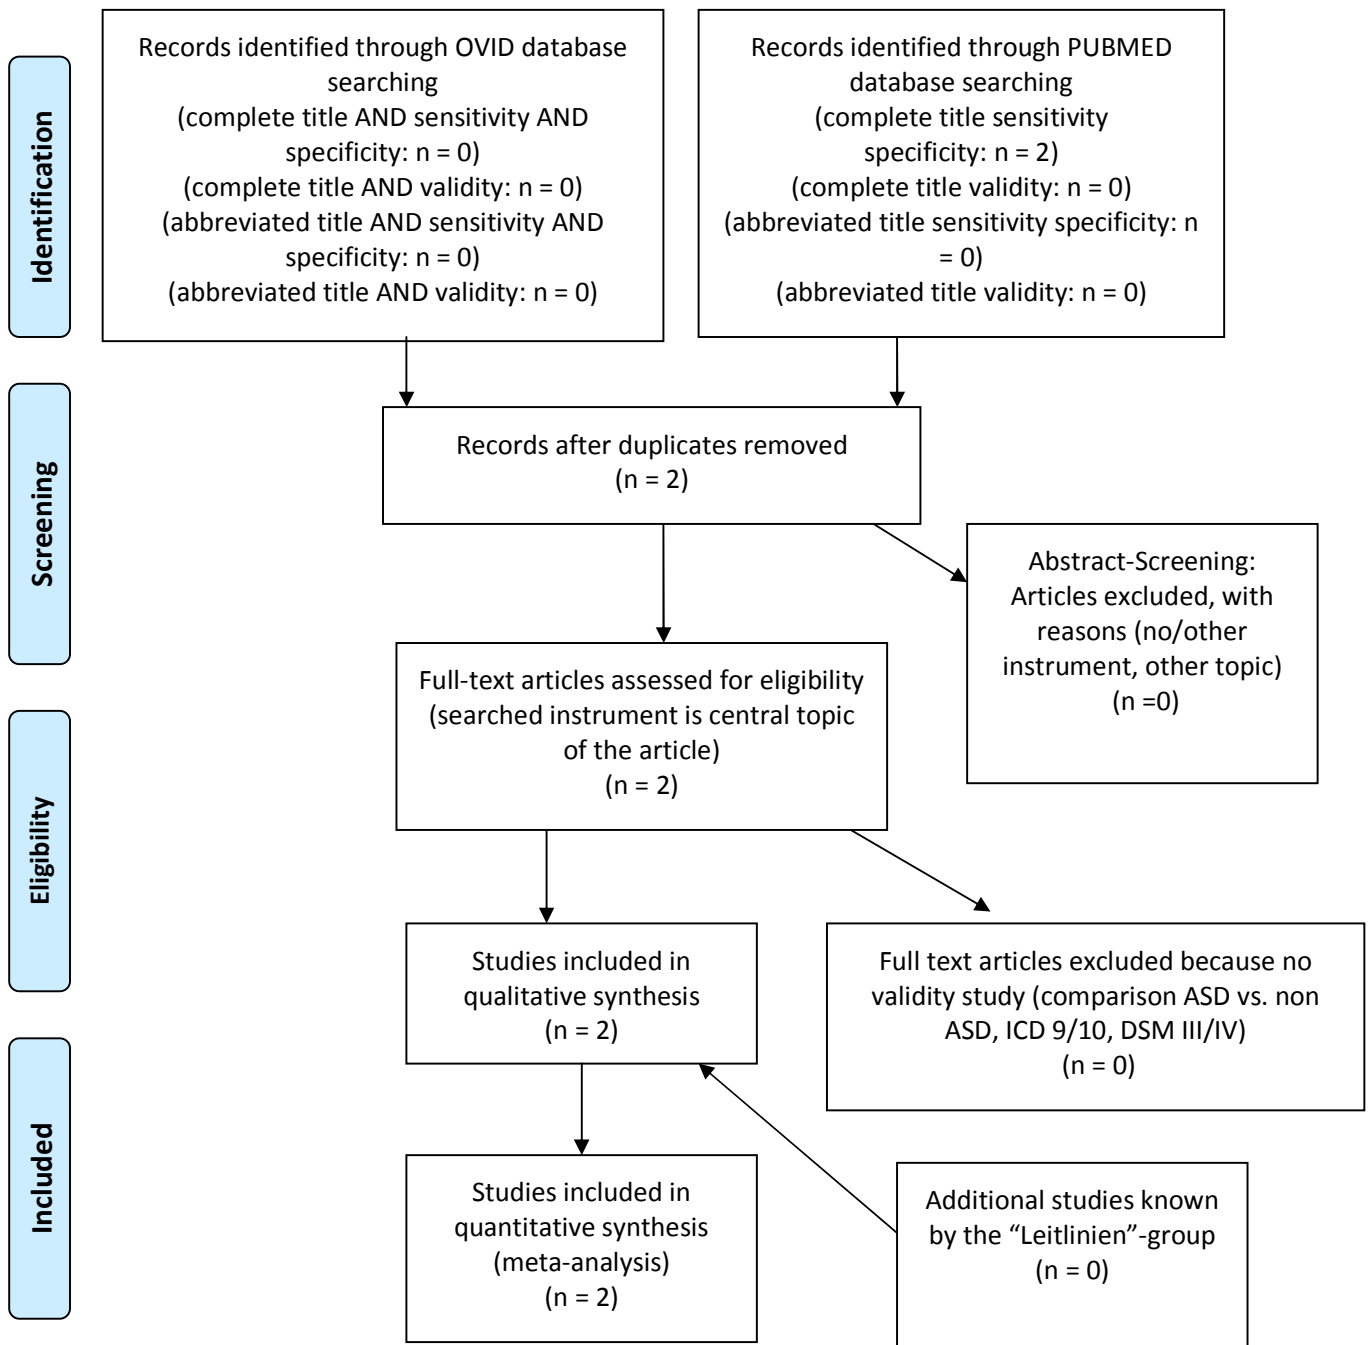 Identification
Records identified through OVID database
searching
(complete title AND sensitivity AND
specificity: n = 0)
(complete title AND validity: n = 0)
(abbreviated title AND sensitivity AND
specificity: n = 0)
(abbreviated title AND validity: n = 0)
Records identified through PUBMED
database searching
(complete title sensitivity
specificity: n = 2)
(complete title validity: n = 0)
(abbreviated title sensitivity specificity: n
= 0)
(abbreviated title validity: n = 0)
Screening
Records after duplicates removed
(n = 2)
Abstract-Screening:
Articles excluded, with
reasons (no/other
instrument, other topic)
(n =0)
Eligibility
Full-text articles assessed for eligibility
(searched instrument is central topic
of the article)
(n = 2)
Full text articles excluded because no
validity study (comparison ASD vs. non
ASD, ICD 9/10, DSM III/IV)
(n = 0)
Studies included in
qualitative synthesis
(n = 2)
Included
Studies included in
quantitative synthesis
(meta-analysis)
(n = 2)
Additional studies known
by the “Leitlinien”-group
(n = 0)